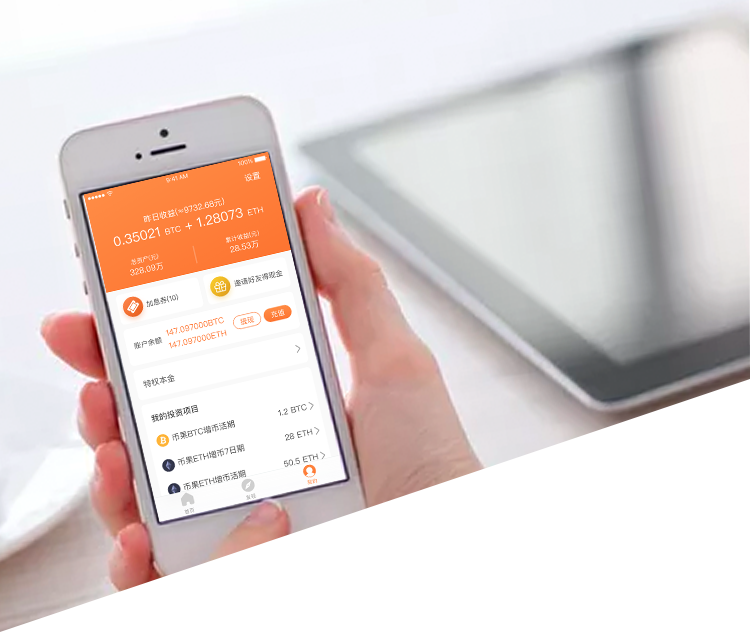 9:41 AM 100%
设置
昨日收益(≈9732.68元)
0.35021 BTC + 1.28073 ETH
总资产(元) 累计收益(元)
328.09万 28.53万
加息券(10) 邀请好友得现金
账户余额 147.097000BTC 提现 充值
147.097000ETH
特权本金
我的投资项目
币果BTC增币活期 1.2 BTC
币果ETH增币7日期 28 ETH
币果ETH增币活期 50.5 ETH
首页 发现 我的